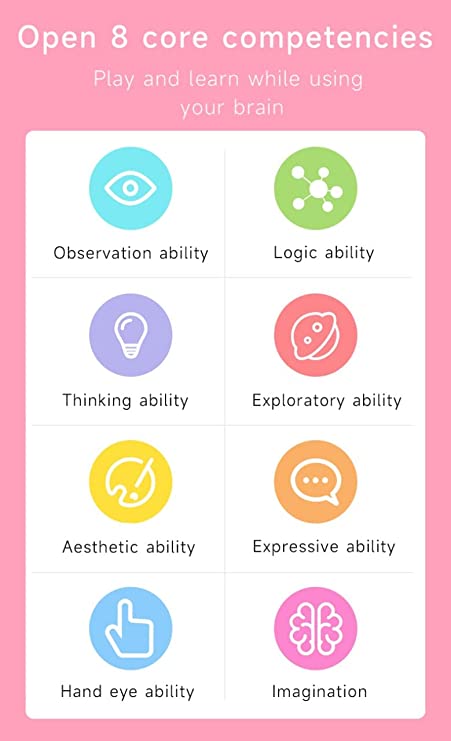 Open 8 core competencies
Play and learn while using
your brain
Observation ability
Logic ability
Thinking ability
Exploratory ability
Aesthetic ability
Expressive ability
Hand eye ability
Imagination